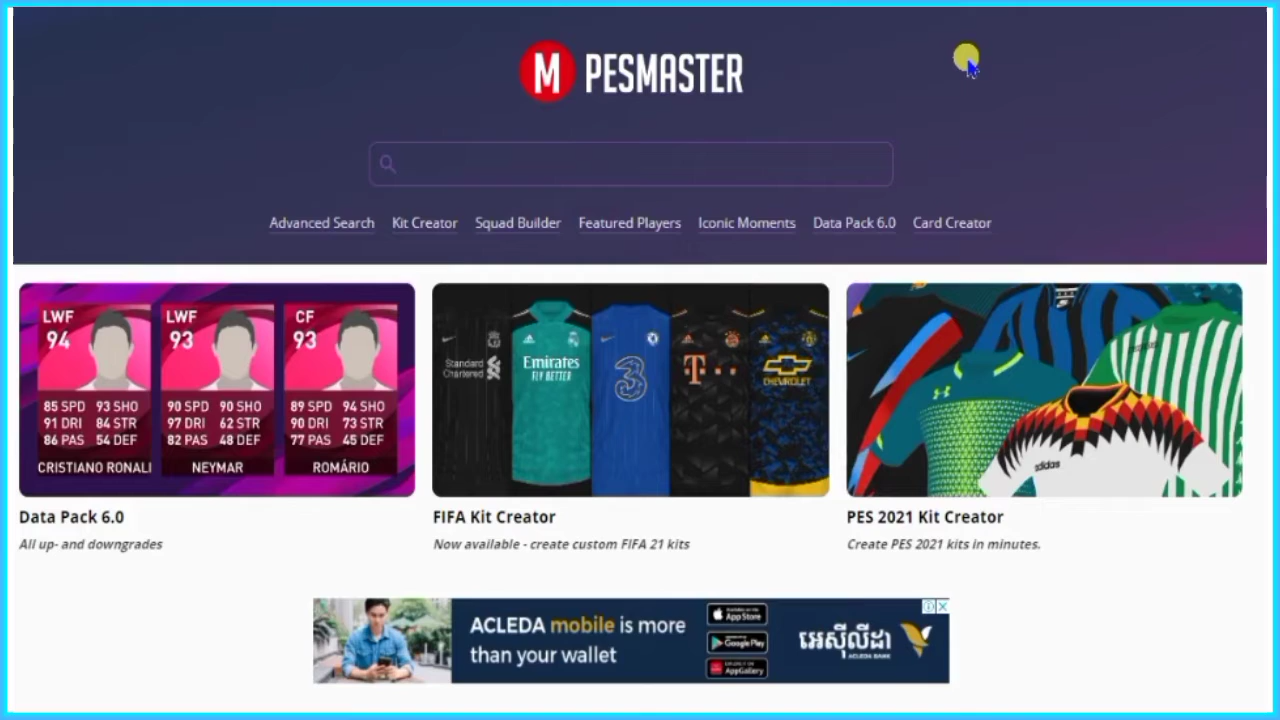 M PESMASTER
Advanced Search Kit Creator Squad Builder Featured Players Iconic Moments Data Pack 6.0 Card Creator
LWF
94
85 SPD 93 SHO
91 DRI 84 STR
86 PAS 54 DEF
CRISTIANO RONALI
LWF
93
90 SPD 90 SHO
97 DRI 62 STR
82 PAS 48 DEF
NEYMAR
CF
93
89 SPD 94 SHO
90 DRI 73 STR
77 PAS 45 DEF
ROMÁRIO
Standard
Chartered
Emirates
FLY BETTER
3
T
CHEVROLET
adidas
Data Pack 6.0
All up- and downgrades
FIFA Kit Creator
Now available - create custom FIFA 21 kits
PES 2021 Kit Creator
Create PES 2021 kits in minutes.
ACLEDA mobile is more
than your wallet
App Store
Google Play
AppGallery
អេស៊ីលីដា
ACLEDA BANK